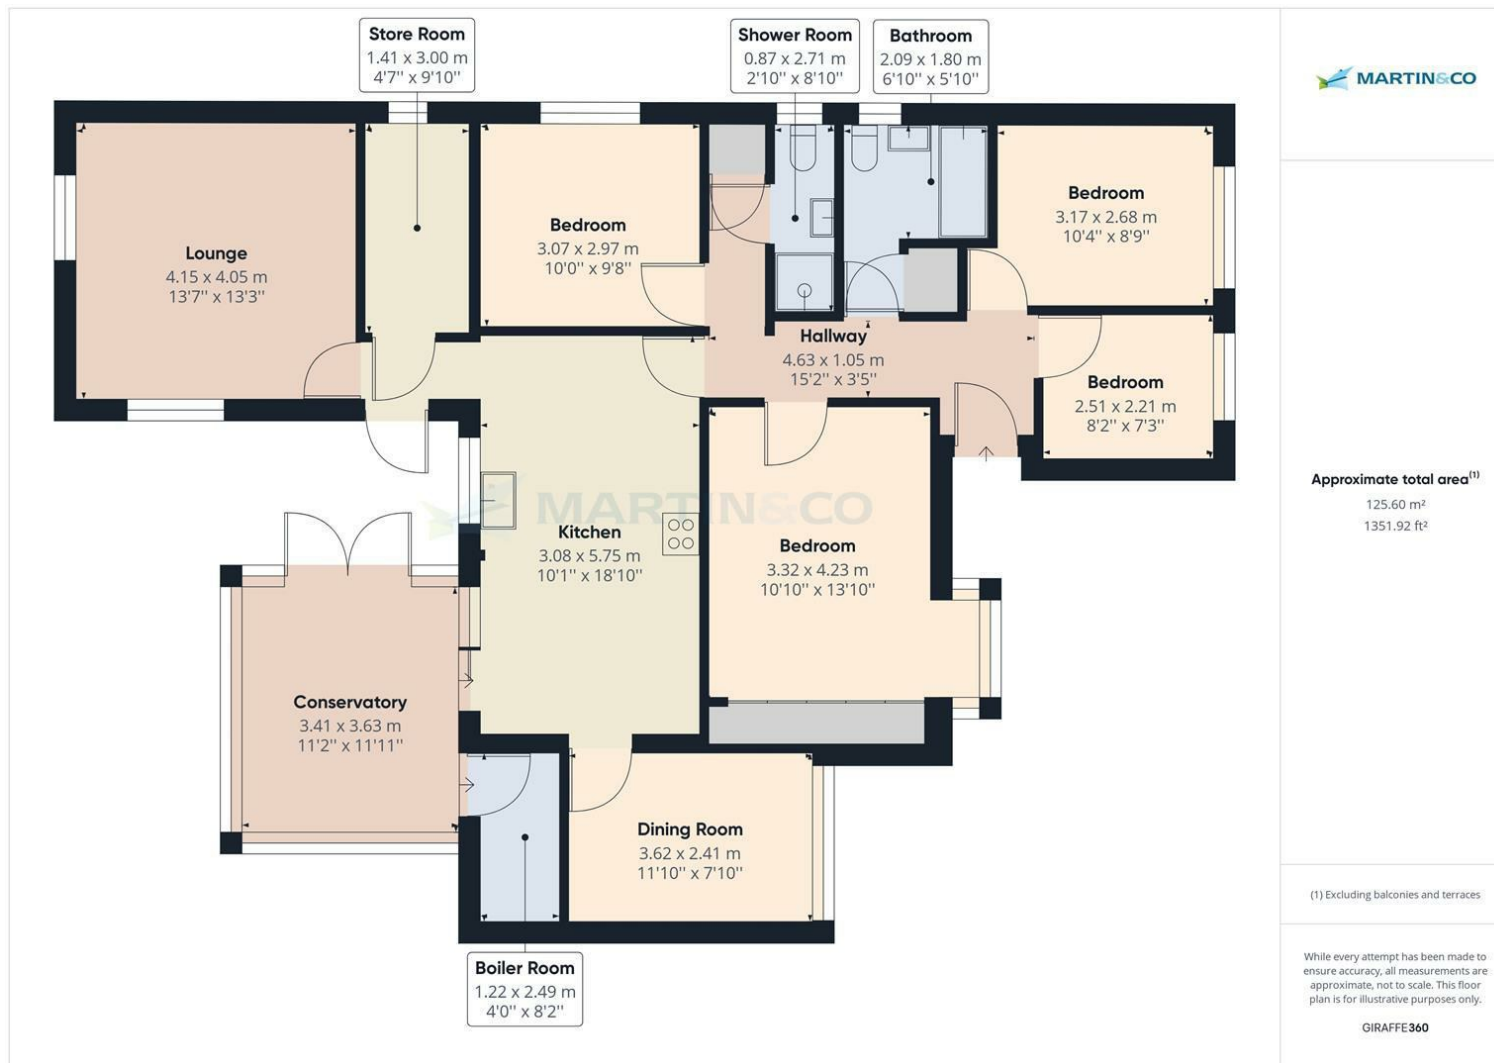 Store Room
1.41 x 3.00 m
4'7'' x 9'10''
Shower Room
0.87 x 2.71 m
2'10'' x 8'10''
Bathroom
2.09 x 1.80 m
6'10'' x 5'10''
MARTIN&CO
Lounge
4.15 x 4.05 m
13'7'' x 13'3''
Bedroom
3.07 x 2.97 m
10'0'' x 9'8''
Bedroom
3.17 x 2.68 m
10'4'' x 8'9''
Hallway
4.63 x 1.05 m
15'2'' x 3'5''
Bedroom
2.51 x 2.21 m
8'2'' x 7'3''
MARTIN&CO
Kitchen
3.08 x 5.75 m
10'1'' x 18'10''
Bedroom
3.32 x 4.23 m
10'10'' x 13'10''
Conservatory
3.41 x 3.63 m
11'2'' x 11'11''
Dining Room
3.62 x 2.41 m
11'10'' x 7'10''
Boiler Room
1.22 x 2.49 m
4'0'' x 8'2''
Approximate total area(1)
125.60 m²
1351.92 ft²
(1) Excluding balconies and terraces
While every attempt has been made to
ensure accuracy, all measurements are
approximate, not to scale. This floor
plan is for illustrative purposes only.
GIRAFFE360